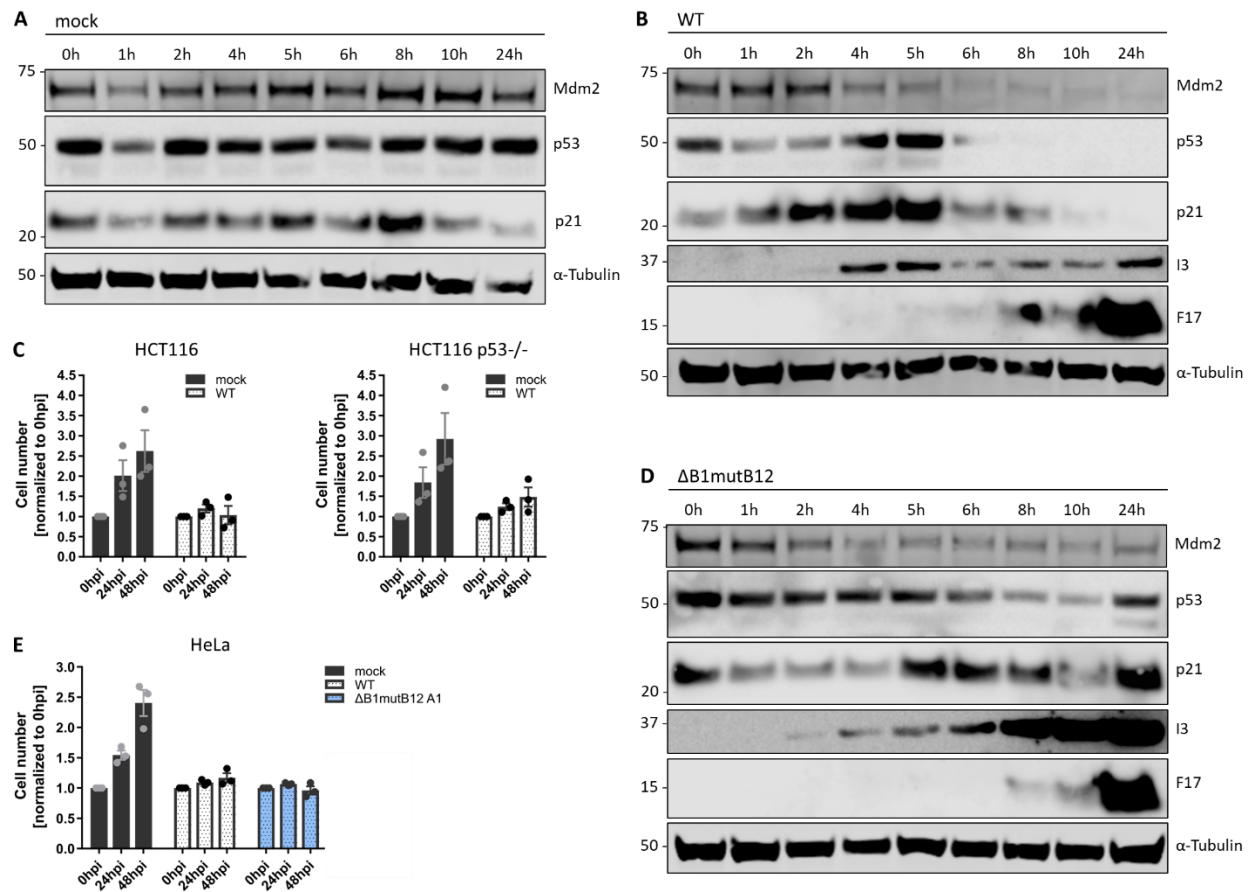 A mock
0h 1h 2h 4h 5h 6h 8h 10h 24h
75
Mdm2
50
p53
20
p21
50
α-Tubulin
B WT
0h 1h 2h 4h 5h 6h 8h 10h 24h
75
Mdm2
50
p53
20
p21
37
I3
15
F17
50
α-Tubulin
C
HCT116
Cell number
[normalized to 0hpi]
4.5
4.0
3.5
3.0
2.5
2.0
1.5
1.0
0.5
0.0
mock
WT
0hpi 24hpi 48hpi 0hpi 24hpi 48hpi
HCT116 p53-/-
Cell number
[normalized to 0hpi]
4.5
4.0
3.5
3.0
2.5
2.0
1.5
1.0
0.5
0.0
mock
WT
0hpi 24hpi 48hpi 0hpi 24hpi 48hpi
D ΔB1mutB12
0h 1h 2h 4h 5h 6h 8h 10h 24h
75
Mdm2
50
p53
20
p21
37
I3
15
F17
50
α-Tubulin
E
HeLa
Cell number
[normalized to 0hpi]
3.0
2.5
2.0
1.5
1.0
0.5
0.0
mock
WT
ΔB1mutB12 A1
0hpi 24hpi 48hpi 0hpi 24hpi 48hpi 0hpi 24hpi 48hpi